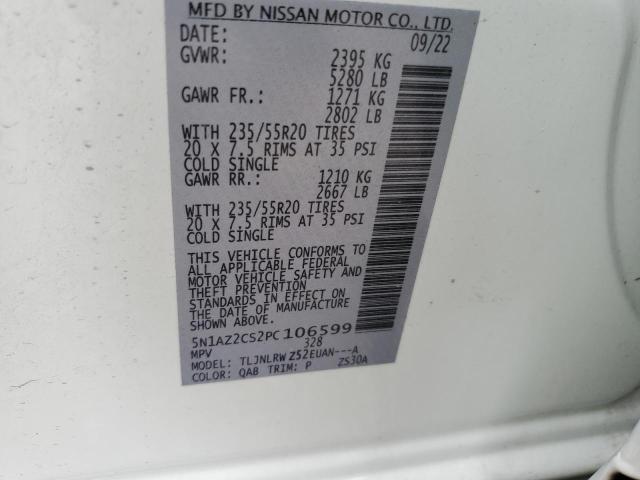 MFD BY NISSAN MOTOR CO., LTD.
DATE: 09/22
GVWR: 2395 KG
5280 LB
GAWR FR.: 1271 KG
2802 LB
WITH 235/55R20 TIRES
20 X 7.5 RIMS AT 35 PSI
COLD SINGLE
GAWR RR.: 1210 KG
2667 LB
WITH 235/55R20 TIRES
20 X 7.5 RIMS AT 35 PSI
COLD SINGLE
THIS VEHICLE CONFORMS TO
ALL APPLICABLE FEDERAL
MOTOR VEHICLE SAFETY AND
THEFT PREVENTION
STANDARDS IN EFFECT ON
THE DATE OF MANUFACTURE
SHOWN ABOVE.
5N1AZ2CS2PC106599
MPV 328
MODEL: TLJNLRW Z52EUAN---A
COLOR: QAB TRIM: P ZS30A